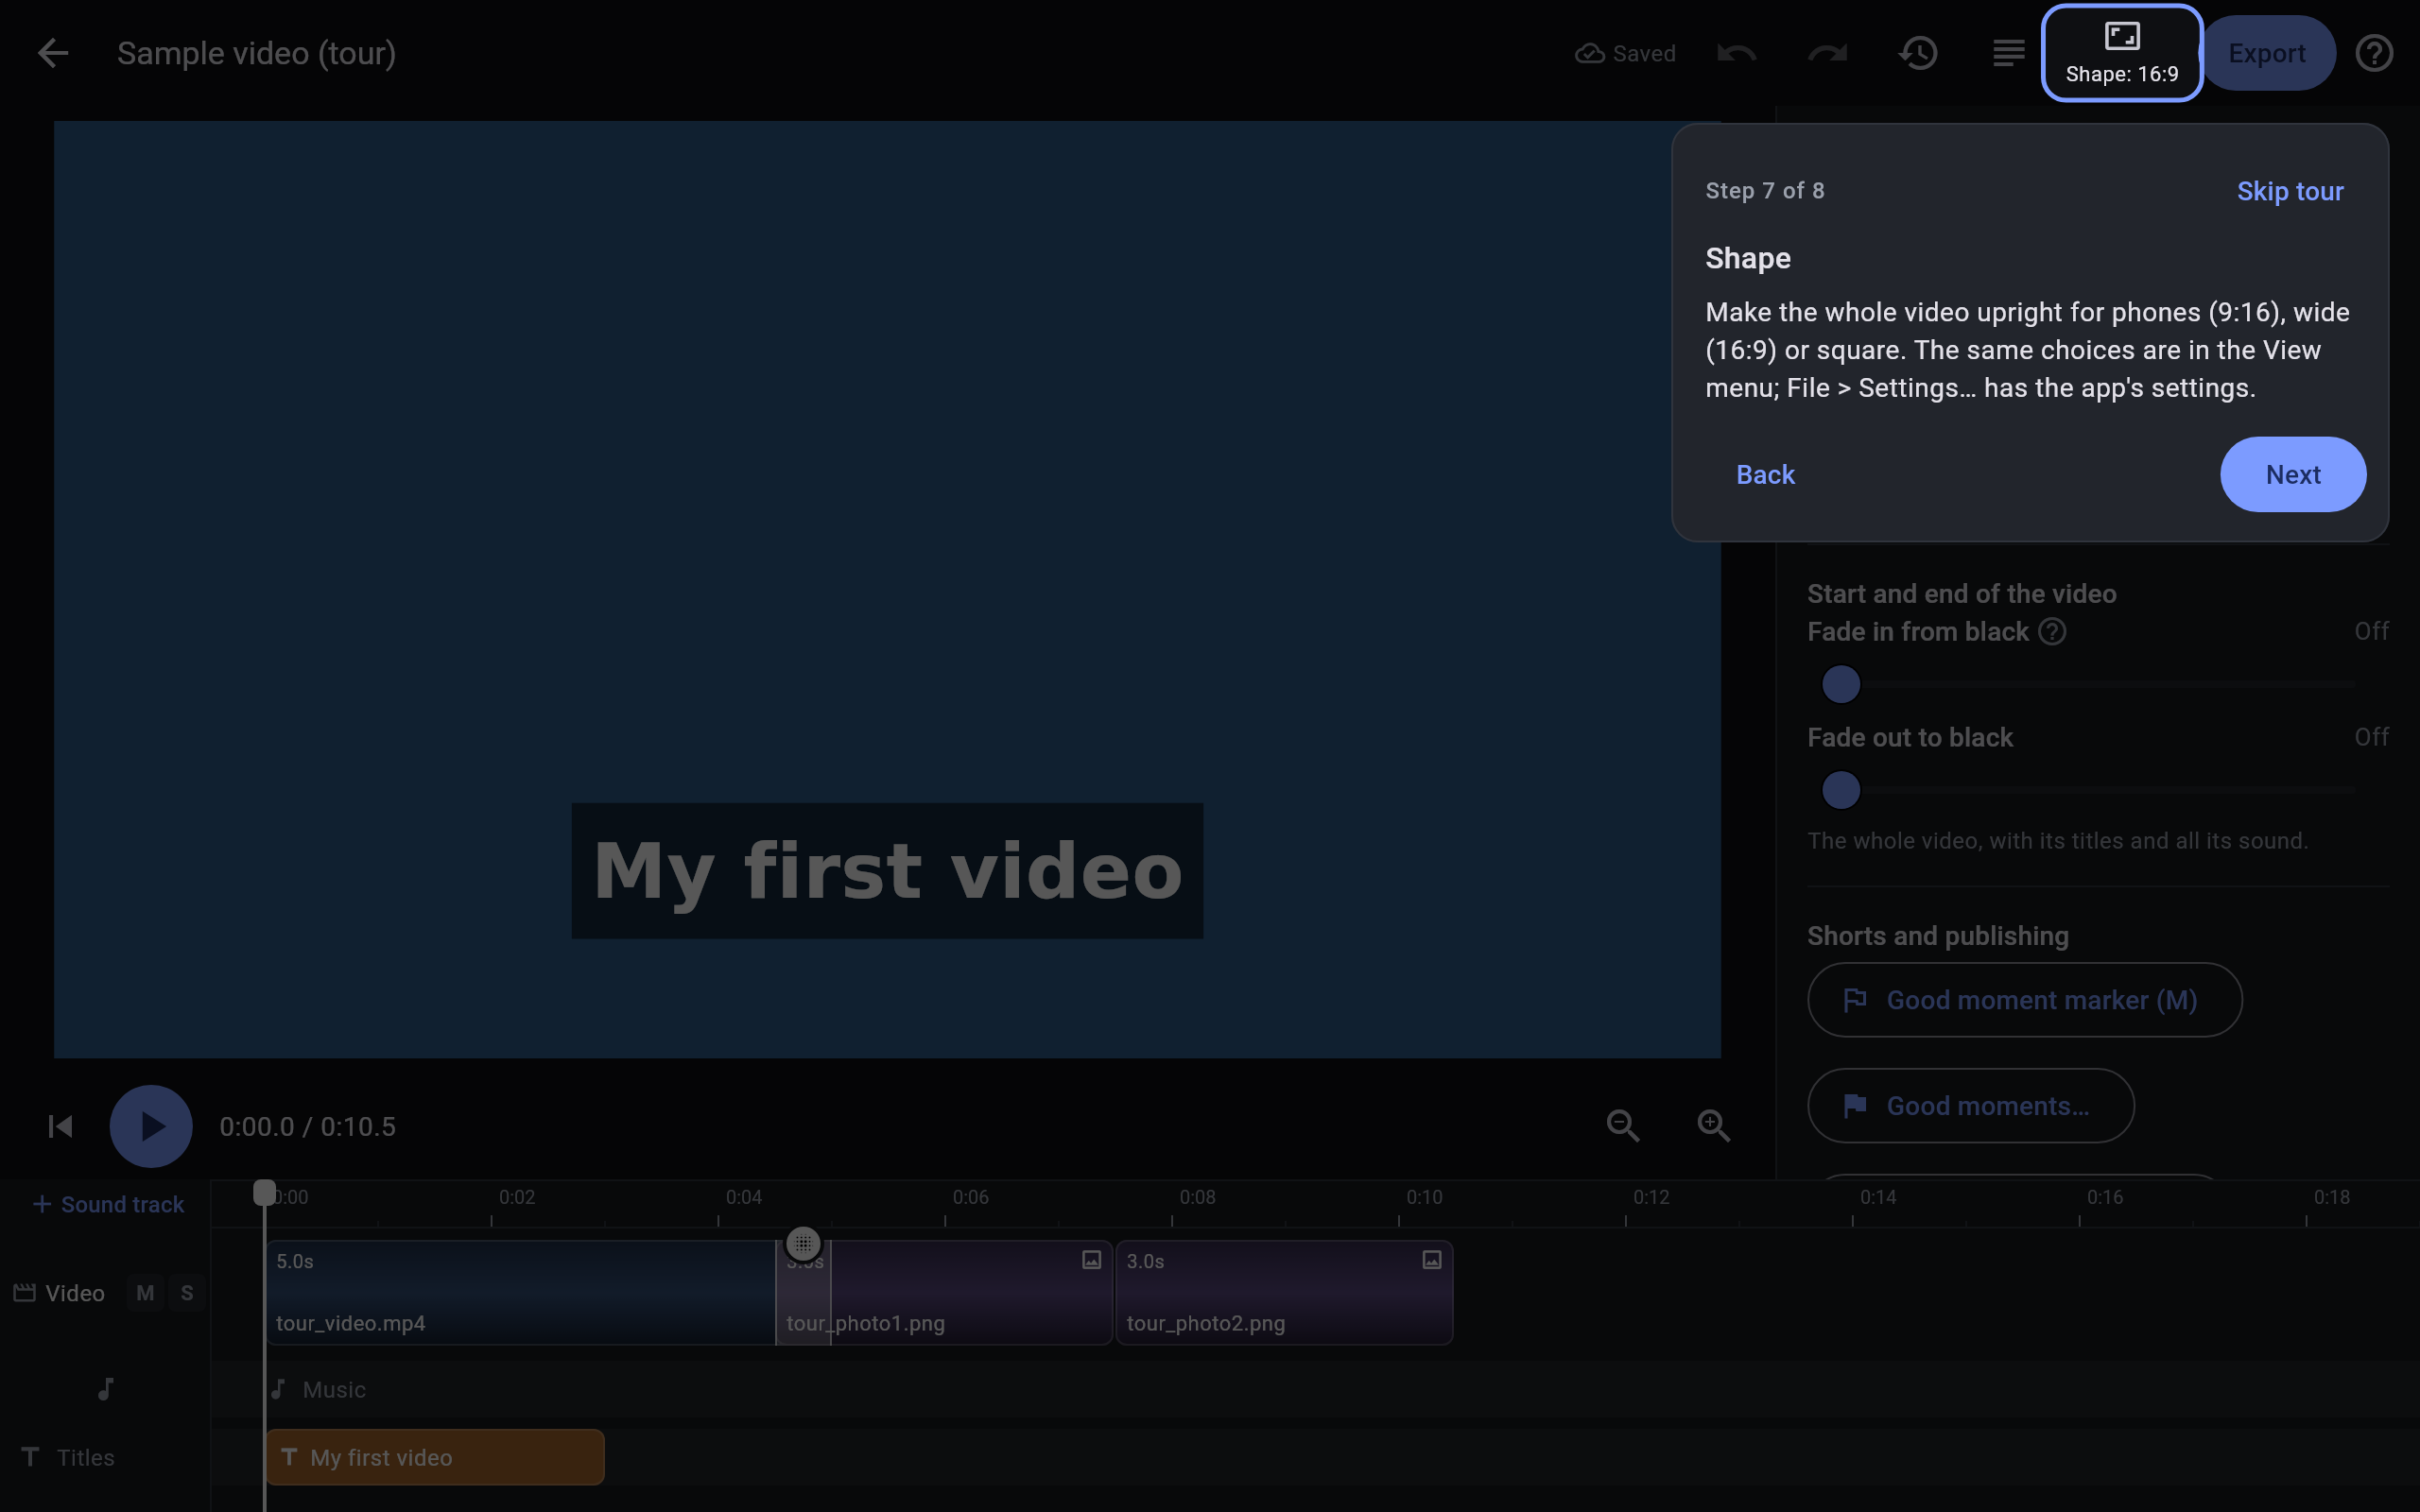 Sample video (tour)
Saved
Shape: 16:9
Export
Step 7 of 8
Skip tour
Shape
Make the whole video upright for phones (9:16), wide
(16:9) or square. The same choices are in the View
menu; File > Settings… has the app's settings.
Back
Next
Start and end of the video
Fade in from black
Off
Fade out to black
Off
The whole video, with its titles and all its sound.
Shorts and publishing
Good moment marker (M)
Good moments…
My first video
0:00.0 / 0:10.5
Sound track
0:00 0:02 0:04 0:06 0:08 0:10 0:12 0:14 0:16 0:18
Video M S
5.0s 3.0s 3.0s
tour_video.mp4 tour_photo1.png tour_photo2.png
Music
Titles
My first video